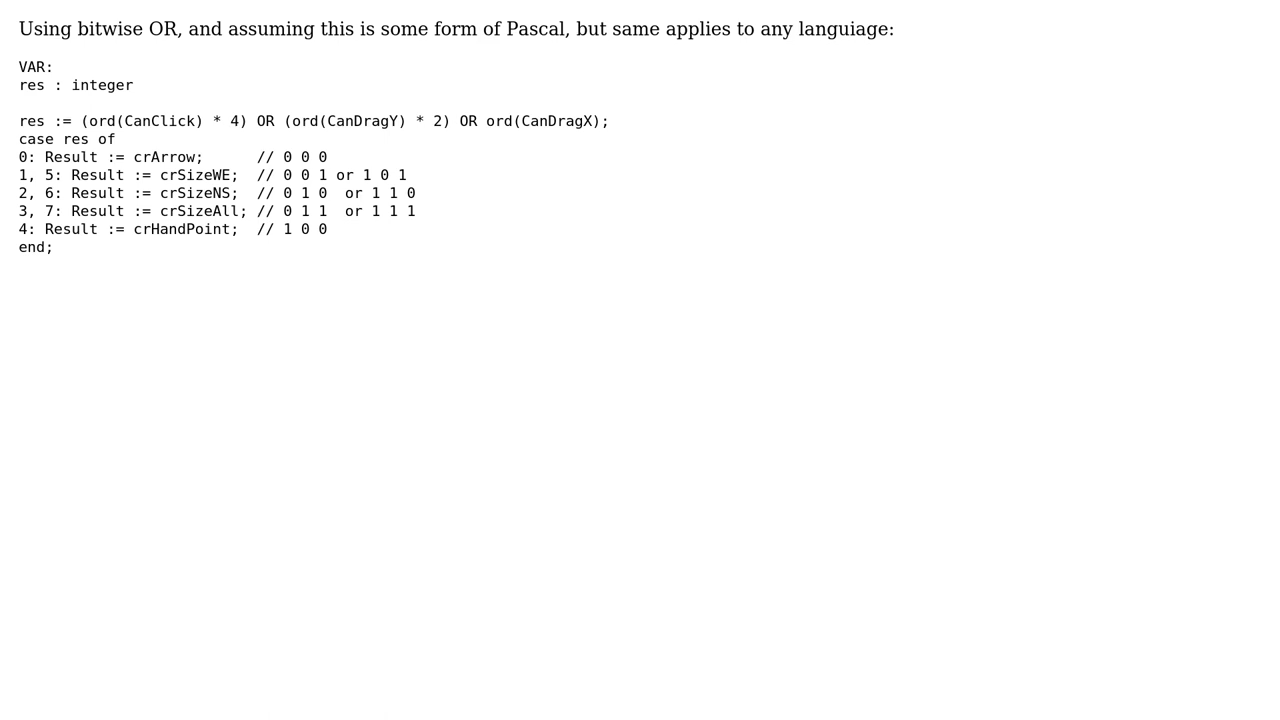 Using bitwise OR, and assuming this is some form of Pascal, but same applies to any languiage:
VAR:
res : integer
res := (ord(CanClick) * 4) OR (ord(CanDragY) * 2) OR ord(CanDragX);
case res of
0: Result := crArrow;      // 0 0 0
1, 5: Result := crSizeWE;  // 0 0 1 or 1 0 1
2, 6: Result := crSizeNS;  // 0 1 0  or 1 1 0
3, 7: Result := crSizeAll; // 0 1 1  or 1 1 1
4: Result := crHandPoint;  // 1 0 0
end;